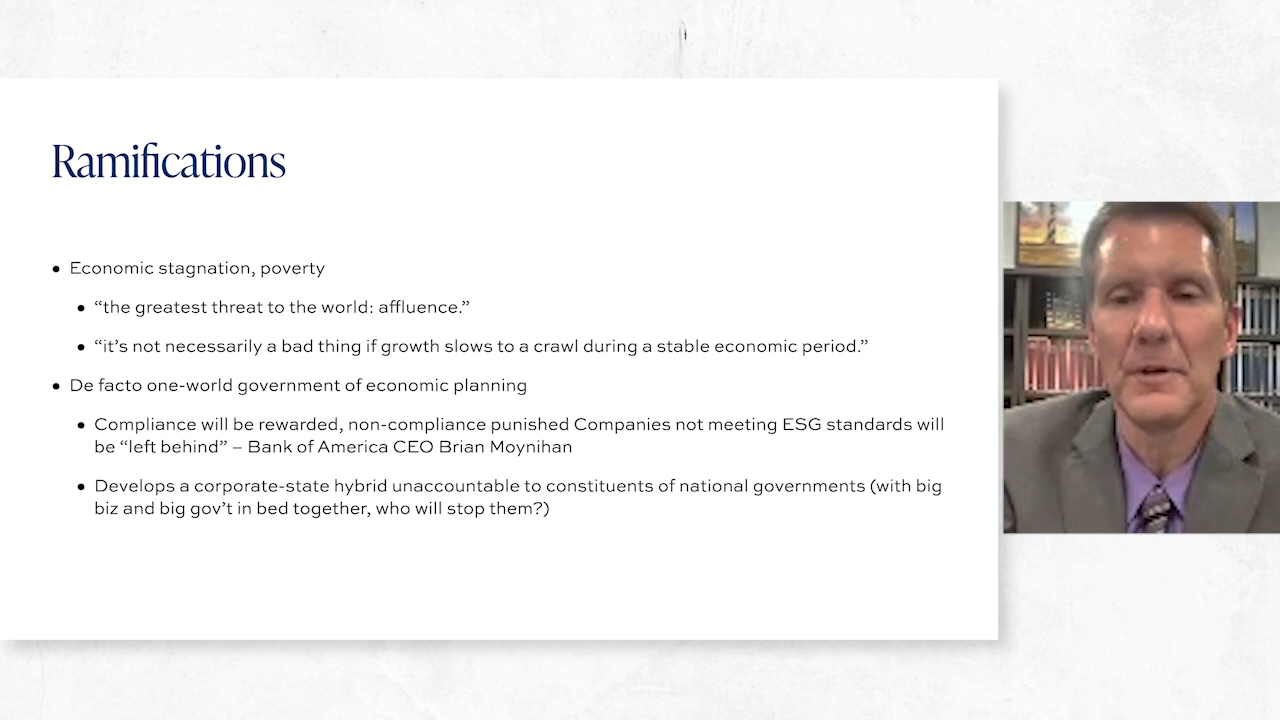 Ramifications
• Economic stagnation, poverty
• “the greatest threat to the world: affluence.”
• “it’s not necessarily a bad thing if growth slows to a crawl during a stable economic period.”
• De facto one-world government of economic planning
• Compliance will be rewarded, non-compliance punished Companies not meeting ESG standards will
be “left behind” – Bank of America CEO Brian Moynihan
• Develops a corporate-state hybrid unaccountable to constituents of national governments (with big
biz and big gov’t in bed together, who will stop them?)